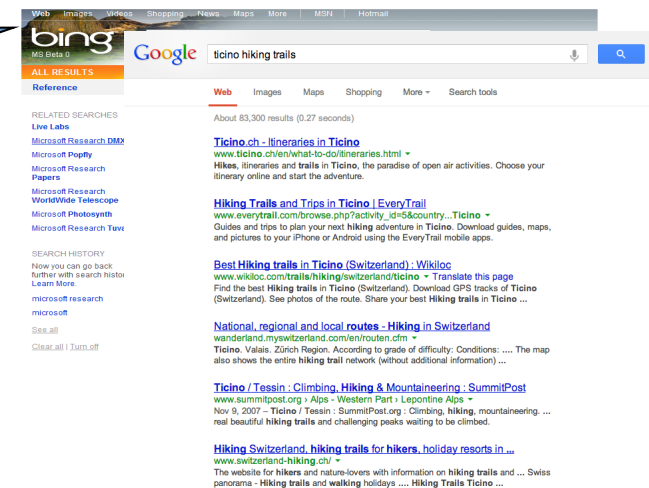 Web Images Videos Shopping News Maps More MSN Hotmail
bing
MS Beta 0
ALL RESULTS
Reference
RELATED SEARCHES
Live Labs
Microsoft Research DMX
Microsoft Popfly
Microsoft Research
Papers
Microsoft Research
WorldWide Telescope
Microsoft Photosynth
Microsoft Research Tuva
SEARCH HISTORY
Now you can go back
further with search histor
Learn More.
microsoft research
microsoft
See all
Clear all | Turn off
Google ticino hiking trails
Web Images Maps Shopping More Search tools
About 83,300 results (0.27 seconds)
Ticino.ch - Itineraries in Ticino
www.ticino.ch/en/what-to-do/itineraries.html
Hikes, itineraries and trails in Ticino, the paradise of open air activities. Choose your
itinerary online and start the adventure.
Hiking Trails and Trips in Ticino | EveryTrail
www.everytrail.com/browse.php?activity_id=5&country...Ticino
Guides and trips to plan your next hiking adventure in Ticino. Download guides, maps,
and pictures to your iPhone or Android using the EveryTrail mobile apps.
Best Hiking trails in Ticino (Switzerland) : Wikiloc
www.wikiloc.com/trails/hiking/switzerland/ticino Translate this page
Find the best Hiking trails in Ticino (Switzerland). Download GPS tracks of Ticino
(Switzerland). See photos of the route. Share your best Hiking trails in Ticino ...
National, regional and local routes - Hiking in Switzerland
wanderland.myswitzerland.com/en/routen.cfm
Ticino. Valais. Zürich Region. According to grade of difficulty: Conditions: .... The map
also shows the entire hiking trail network (without additional information) ...
Ticino / Tessin : Climbing, Hiking & Mountaineering : SummitPost
www.summitpost.org › Alps - Western Part › Lepontine Alps
Nov 9, 2007 – Ticino / Tessin : SummitPost.org : Climbing, hiking, mountaineering. ...
real beautiful hiking trails and challenging peaks waiting to be climbed.
Hiking Switzerland, hiking trails for hikers, holiday resorts in ...
www.switzerland-hiking.ch/
The website for hikers and nature-lovers with information on hiking trails and ... Swiss
panorama - Hiking trails and walking holidays .... Hiking Trails Ticino ...